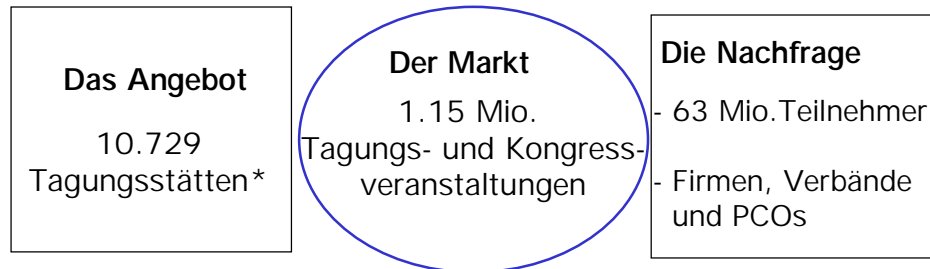 Das Angebot
10.729
Tagungsstätten*
Der Markt
1.15 Mio.
Tagungs- und Kongress-
veranstaltungen
Die Nachfrage
- 63 Mio.Teilnehmer
- Firmen, Verbände
und PCOs